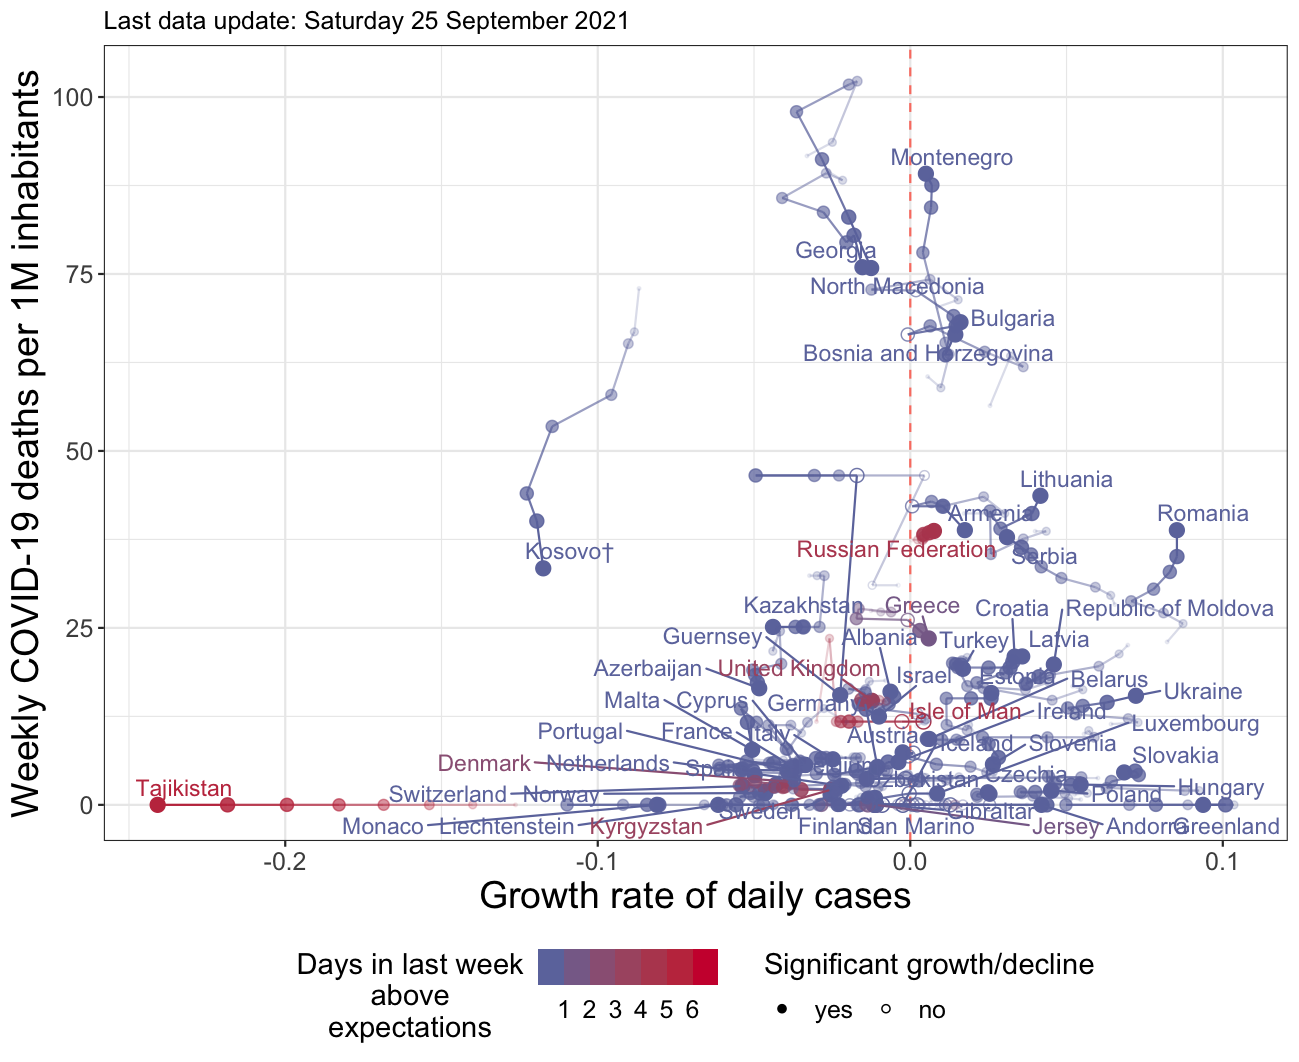 Last data update: Saturday 25 September 2021
Weekly COVID-19 deaths per 1M inhabitants
100
75
50
25
0
Montenegro
Georgia
North Macedonia
Bulgaria
Bosnia and Herzegovina
Lithuania
Armenia
Romania
Russian Federation
Serbia
Kosovo†
Kazakhstan
Greece
Croatia
Republic of Moldova
Guernsey
Albania
Turkey
Latvia
Azerbaijan
United Kingdom
Israel
Estonia
Belarus
Ukraine
Malta
Cyprus
Germany
Isle of Man
Ireland
Luxembourg
Portugal
France
Italy
Austria
Iceland
Slovenia
Slovakia
Denmark
Netherlands
Spain
Czechia
Tajikistan
Switzerland
Norway
Poland
Hungary
Sweden
Gibraltar
Monaco
Liechtenstein
Kyrgyzstan
Finland
San Marino
Jersey
Andorra
Greenland
-0.2
-0.1
0.0
0.1
Growth rate of daily cases
Days in last week
above
expectations
1 2 3 4 5 6
Significant growth/decline
yes
no